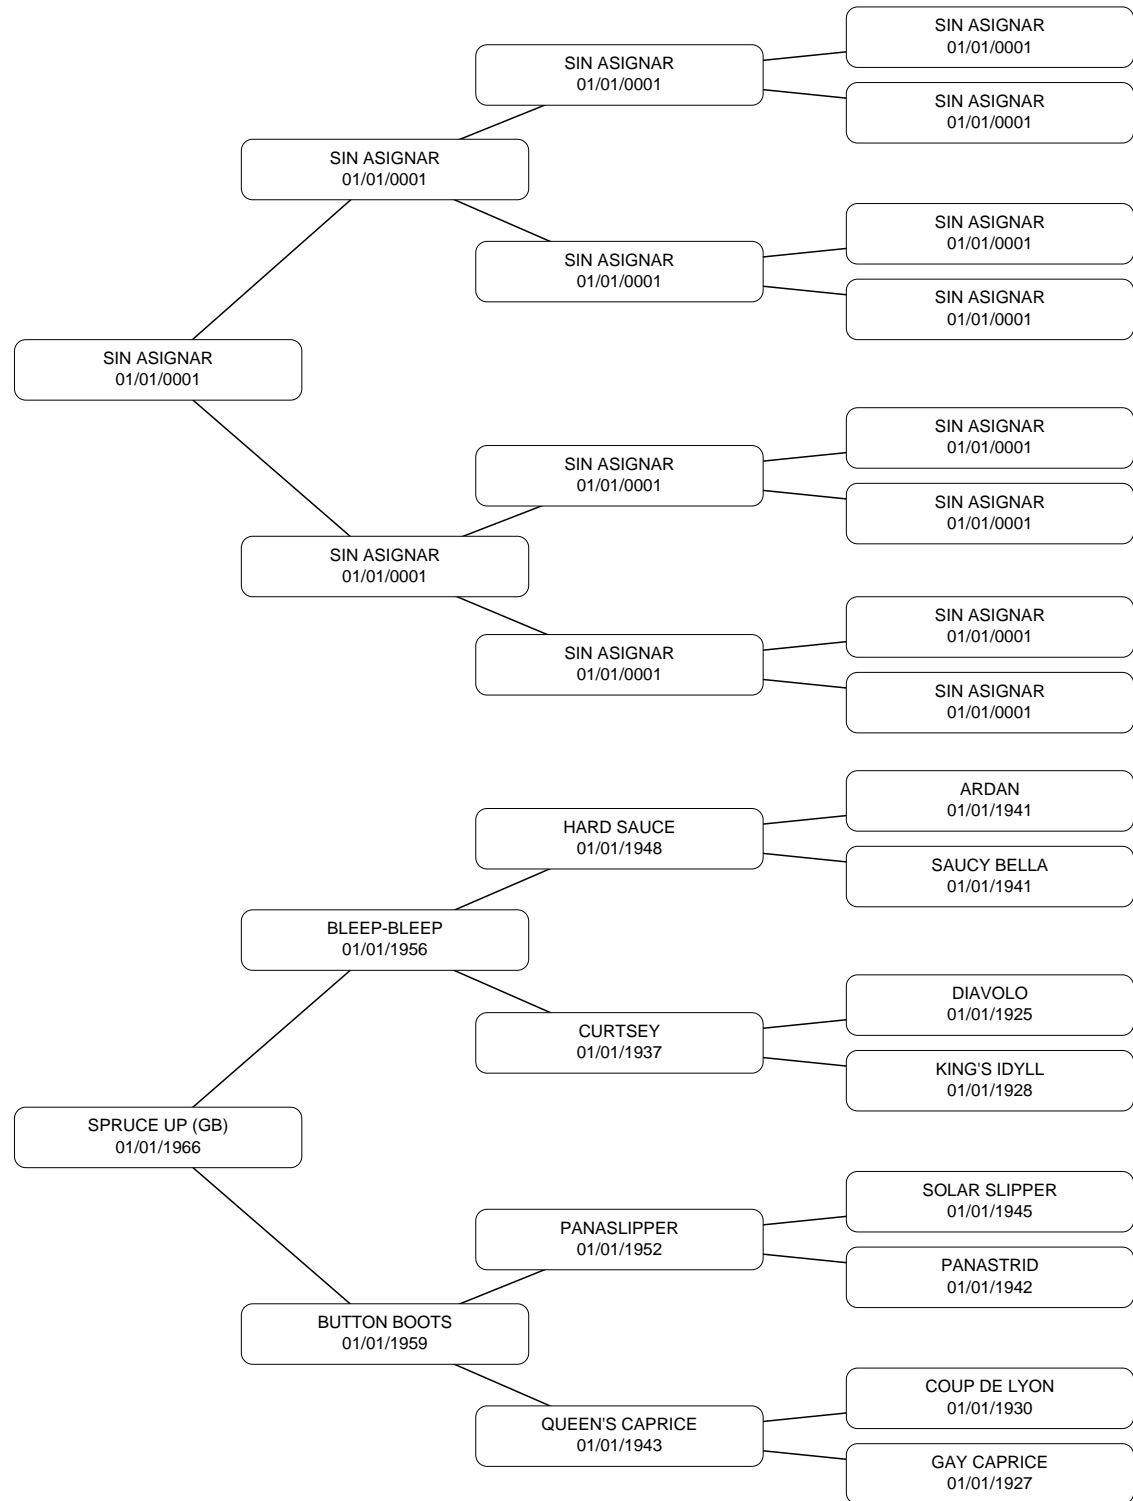 SIN ASIGNAR
01/01/0001
SIN ASIGNAR
01/01/0001
SIN ASIGNAR
01/01/0001
SIN ASIGNAR
01/01/0001
SIN ASIGNAR
01/01/0001
SIN ASIGNAR
01/01/0001
SIN ASIGNAR
01/01/0001
SIN ASIGNAR
01/01/0001
SIN ASIGNAR
01/01/0001
SIN ASIGNAR
01/01/0001
SIN ASIGNAR
01/01/0001
SIN ASIGNAR
01/01/0001
SIN ASIGNAR
01/01/0001
SIN ASIGNAR
01/01/0001
SIN ASIGNAR
01/01/0001
ARDAN
01/01/1941
HARD SAUCE
01/01/1948
SAUCY BELLA
01/01/1941
BLEEP-BLEEP
01/01/1956
DIAVOLO
01/01/1925
CURTSEY
01/01/1937
KING'S IDYLL
01/01/1928
SPRUCE UP (GB)
01/01/1966
SOLAR SLIPPER
01/01/1945
PANASLIPPER
01/01/1952
PANASTRID
01/01/1942
BUTTON BOOTS
01/01/1959
COUP DE LYON
01/01/1930
QUEEN'S CAPRICE
01/01/1943
GAY CAPRICE
01/01/1927